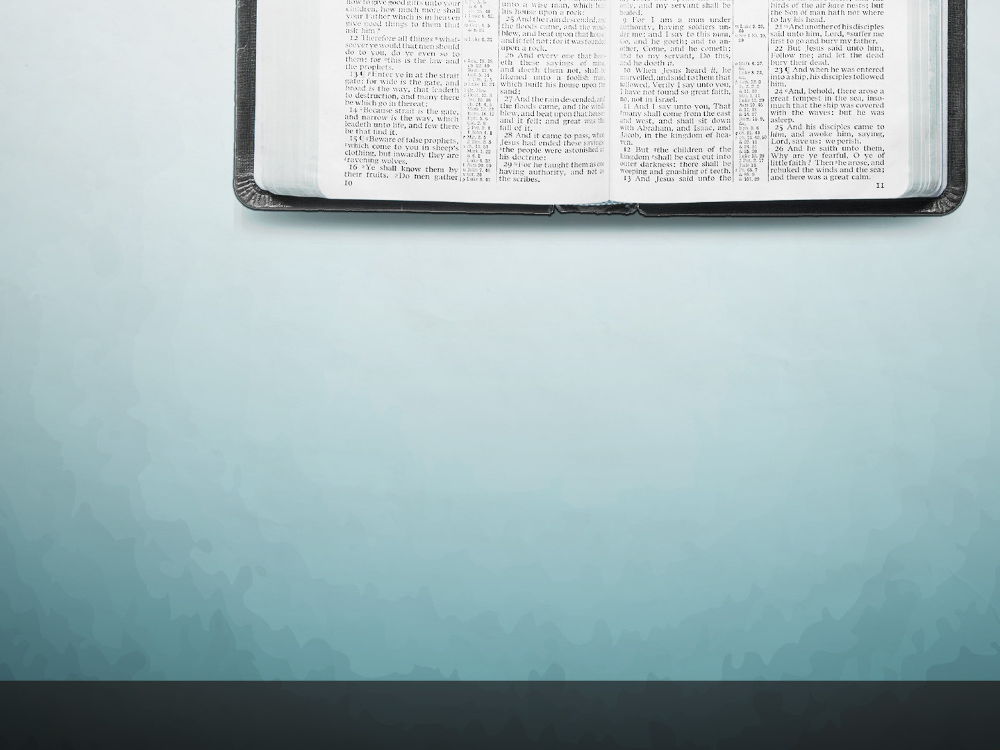 how to give good gifts unto your
children, how much more shall
your Father which is in heaven
give good things to them that
ask him?
12 Therefore all things what-
soever ye would that men should
do to you, do ye even so to
them: for this is the law and
the prophets.
13 ¶ Enter ye in at the strait
gate: for wide is the gate, and
broad is the way, that leadeth
to destruction, and many there
be which go in thereat:
14 Because strait is the gate,
and narrow is the way, which
leadeth unto life, and few there
be that find it.
15 ¶ Beware of false prophets,
which come to you in sheep's
clothing, but inwardly they are
ravening wolves.
16 Ye shall know them by
their fruits. Do men gather
10
unto a wise man, which
his house upon a rock:
25 And the rain descended, and
the floods came, and the winds
blew, and beat upon that house;
and it fell not: for it was founded
upon a rock.
26 And every one that
eth these sayings of mine,
and doeth them not, shall be
likened unto a foolish man,
which built his house upon the
sand:
27 And the rain descended, and
the floods came, and the winds
blew, and beat upon that house;
and it fell: and great was the
fall of it.
28 And it came to pass, when
Jesus had ended these sayings,
the people were astonished at
his doctrine:
29 For he taught them as one
having authority, and not as
the scribes.
only, and my servant shall be
healed.
9 For I am a man under
authority, having soldiers un-
der me: and I say to this man,
Go, and he goeth; and to an-
other, Come, and he cometh;
and to my servant, Do this,
and he doeth it.
10 When Jesus heard it, he
marvelled, and said to them that
followed, Verily I say unto you,
I have not found so great faith,
no, not in Israel.
11 And I say unto you, That
many shall come from the east
and west, and shall sit down
with Abraham, and Isaac, and
Jacob, in the kingdom of hea-
ven.
12 But the children of the
kingdom shall be cast out into
outer darkness: there shall be
weeping and gnashing of teeth.
13 And Jesus said unto the
birds of the air have nests; but
the Son of man hath not where
to lay his head.
21 And another of his disciples
said unto him, Lord, suffer me
first to go and bury my father.
22 But Jesus said unto him,
Follow me; and let the dead
bury their dead.
23 ¶ And when he was entered
into a ship, his disciples followed
him.
24 And, behold, there arose a
great tempest in the sea, inso-
much that the ship was covered
with the waves: but he was
asleep.
25 And his disciples came to
him, and awoke him, saying,
Lord, save us: we perish.
26 And he saith unto them,
Why are ye fearful, O ye of
little faith? Then he arose, and
rebuked the winds and the sea;
and there was a great calm.
11